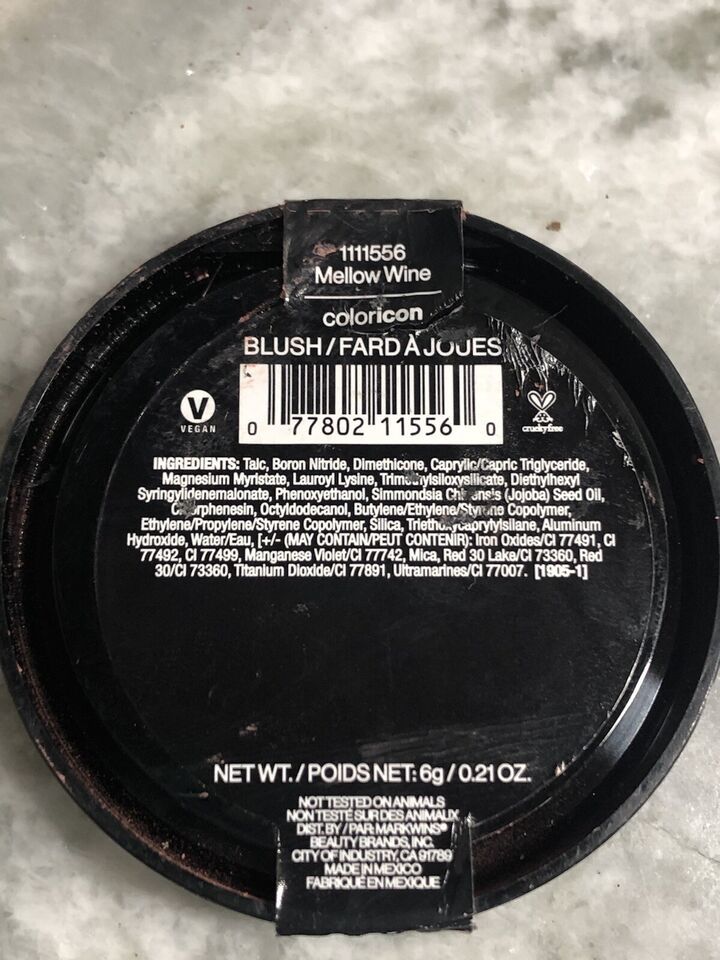 1111556
Mellow Wine
coloricon
BLUSH / FARD À JOUES
V
VEGAN
0 77802 11556 0
crueltyfree
INGREDIENTS: Talc, Boron Nitride, Dimethicone, Caprylic/Capric Triglyceride,
Magnesium Myristate, Lauroyl Lysine, Diethylhexyl
Syringylidenemalonate, Phenoxyethanol, Simmondsia (Jojoba) Seed Oil,
Octyldodecanol, Butylene/Ethylene/Styrene Copolymer,
Ethylene/Propylene/Styrene Copolymer, Silica, Aluminum
Hydroxide, Water/Eau, [+/- (MAY CONTAIN/PEUT CONTENIR): Iron Oxides/CI 77491, CI
77492, CI 77499, Manganese Violet/CI 77742, Mica, Red 30 Lake/CI 73360, Red
30/CI 73360, Titanium Dioxide/CI 77891, Ultramarines/CI 77007. [1905-1]
NET WT. / POIDS NET: 6g / 0.21 OZ.
NOT TESTED ON ANIMALS
NON TESTÉ SUR DES ANIMAUX
DIST. BY / PAR: MARKWINS®
BEAUTY BRANDS, INC.
CITY OF INDUSTRY, CA 91789
MADE IN MEXICO
FABRIQUÉ EN MEXIQUE